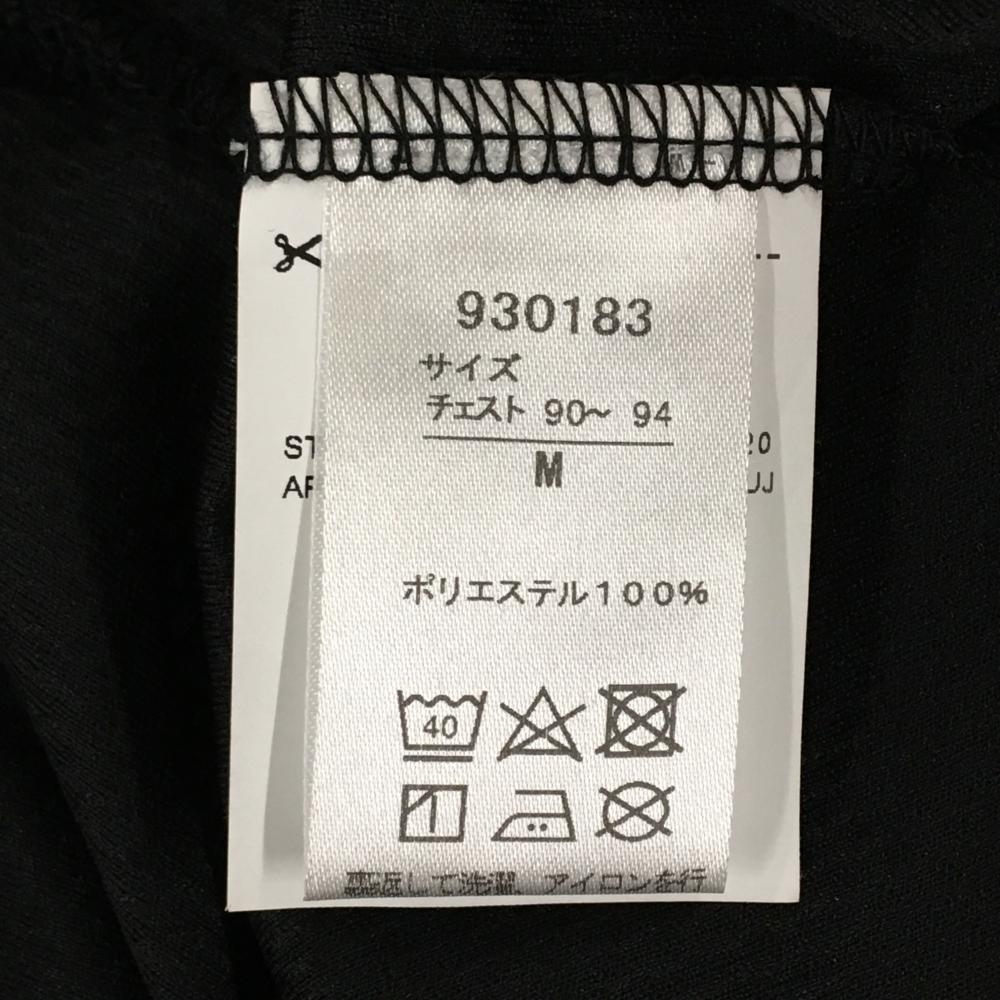 930183
サイズ
チェスト 90~ 94
M
ポリエステル100%
40
裏返して洗濯、アイロンを行